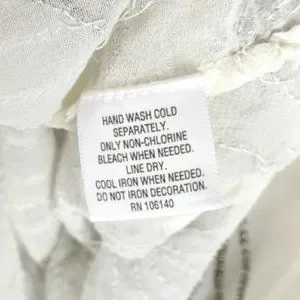 HAND WASH COLD
SEPARATELY.
ONLY NON-CHLORINE
BLEACH WHEN NEEDED.
LINE DRY.
COOL IRON WHEN NEEDED.
DO NOT IRON DECORATION.
RN 106140